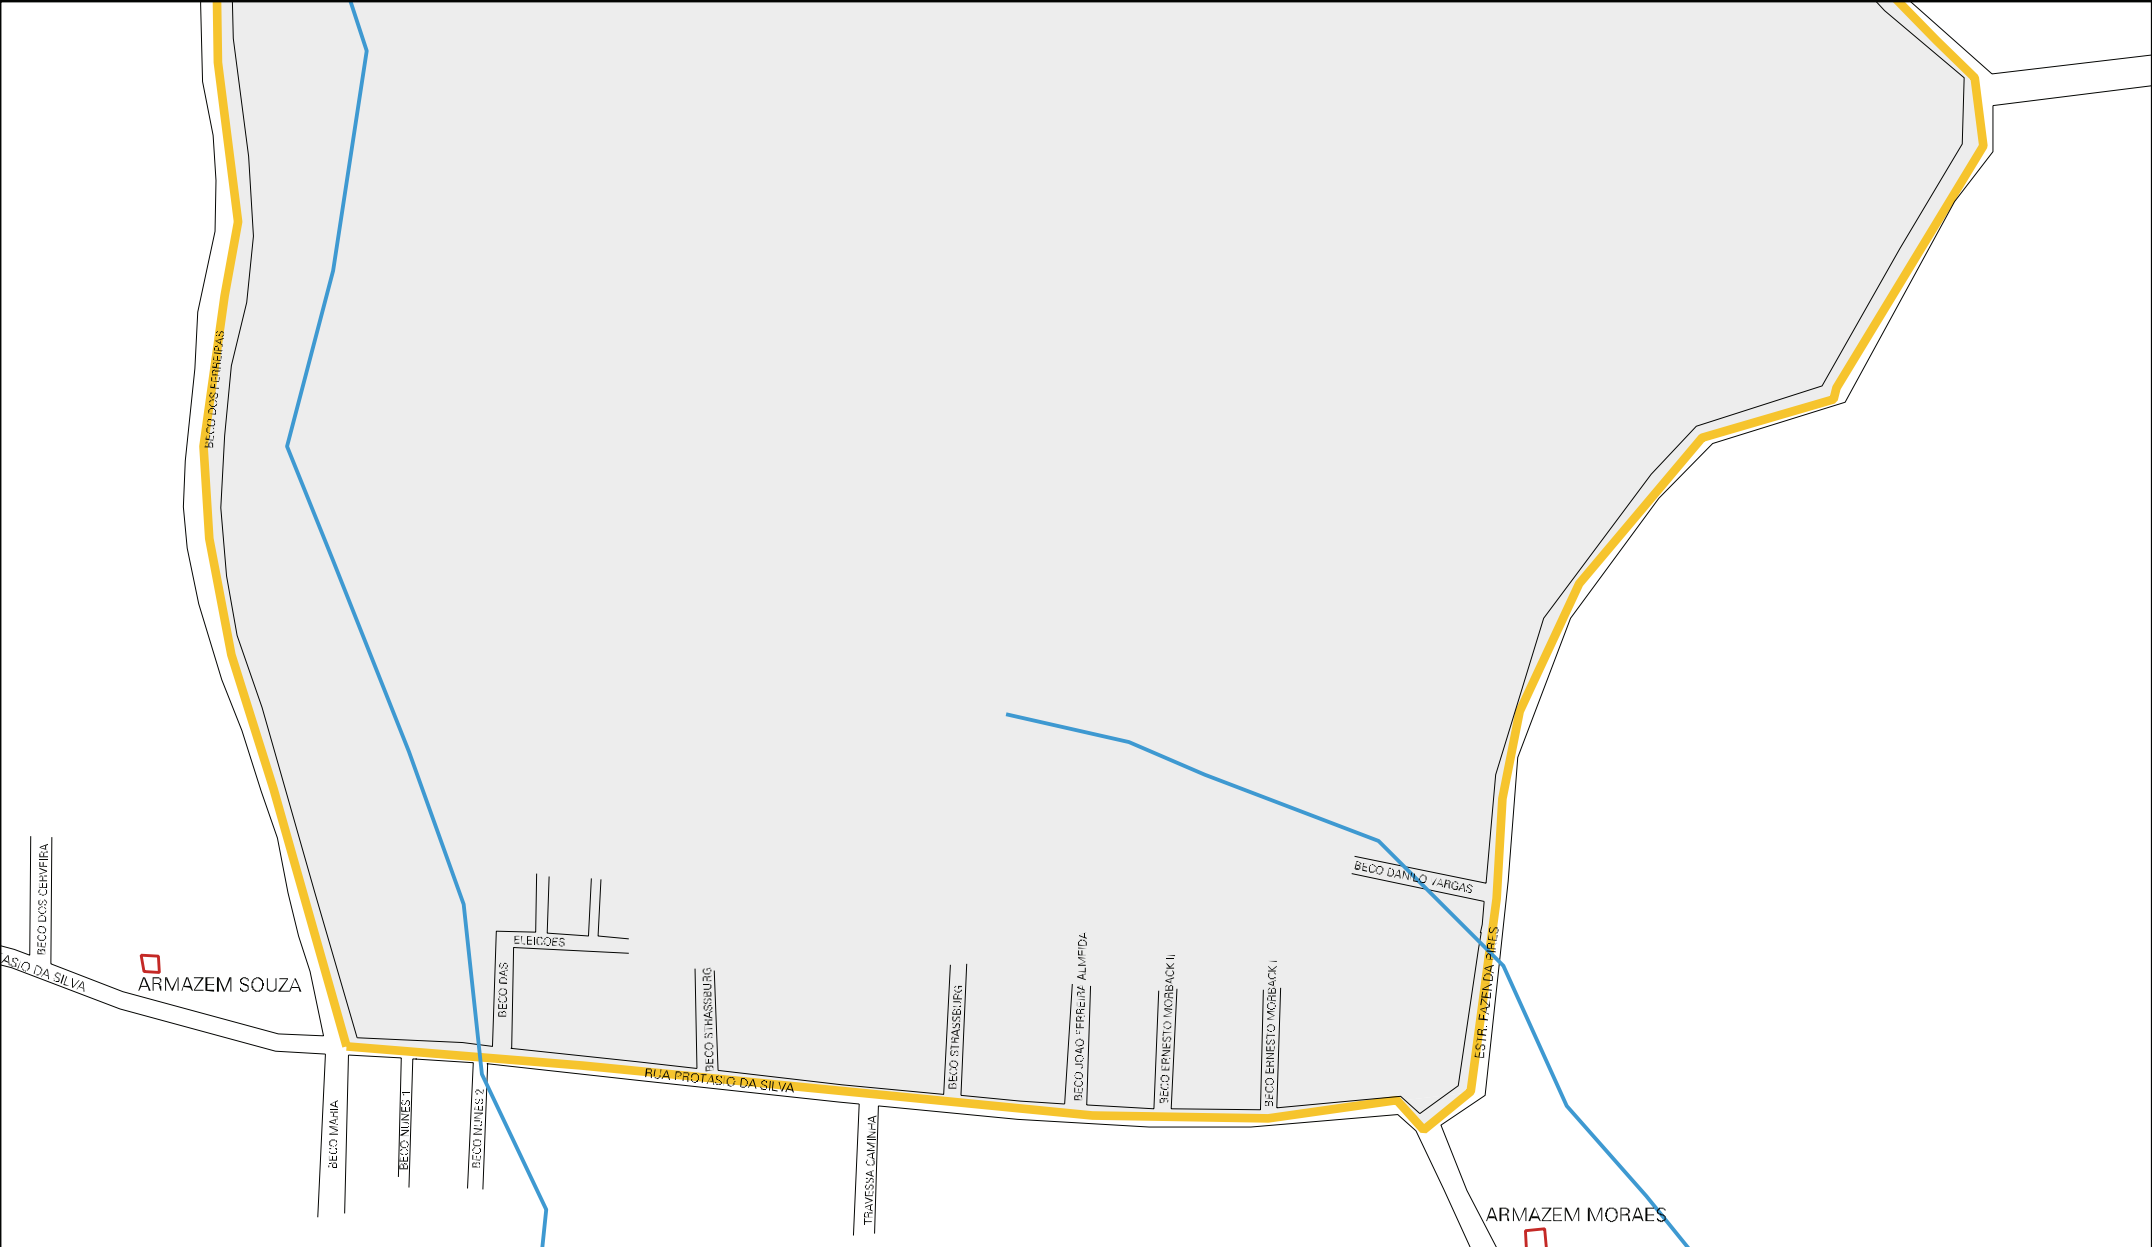 BECO DOS FERREIRAS
BECO DOS CERVEIRA
ASIO DA SILVA
ARMAZEM SOUZA
BECO MAHIA
BECO NUNES 1
BECO NUNES 2
BECO DAS
ELEICOES
BECO STRASSBURG
RUA PROTASIO DA SILVA
TRAVESSA CAMINHA
BECO STRASSBURG
BECO JOAO FERREIRA ALMEIDA
BECO ERNESTO MORBACK II
BECO ERNESTO MORBACK I
BECO DANILO VARGAS
ESTR. FAZENDA PIRES
ARMAZEM MORAES